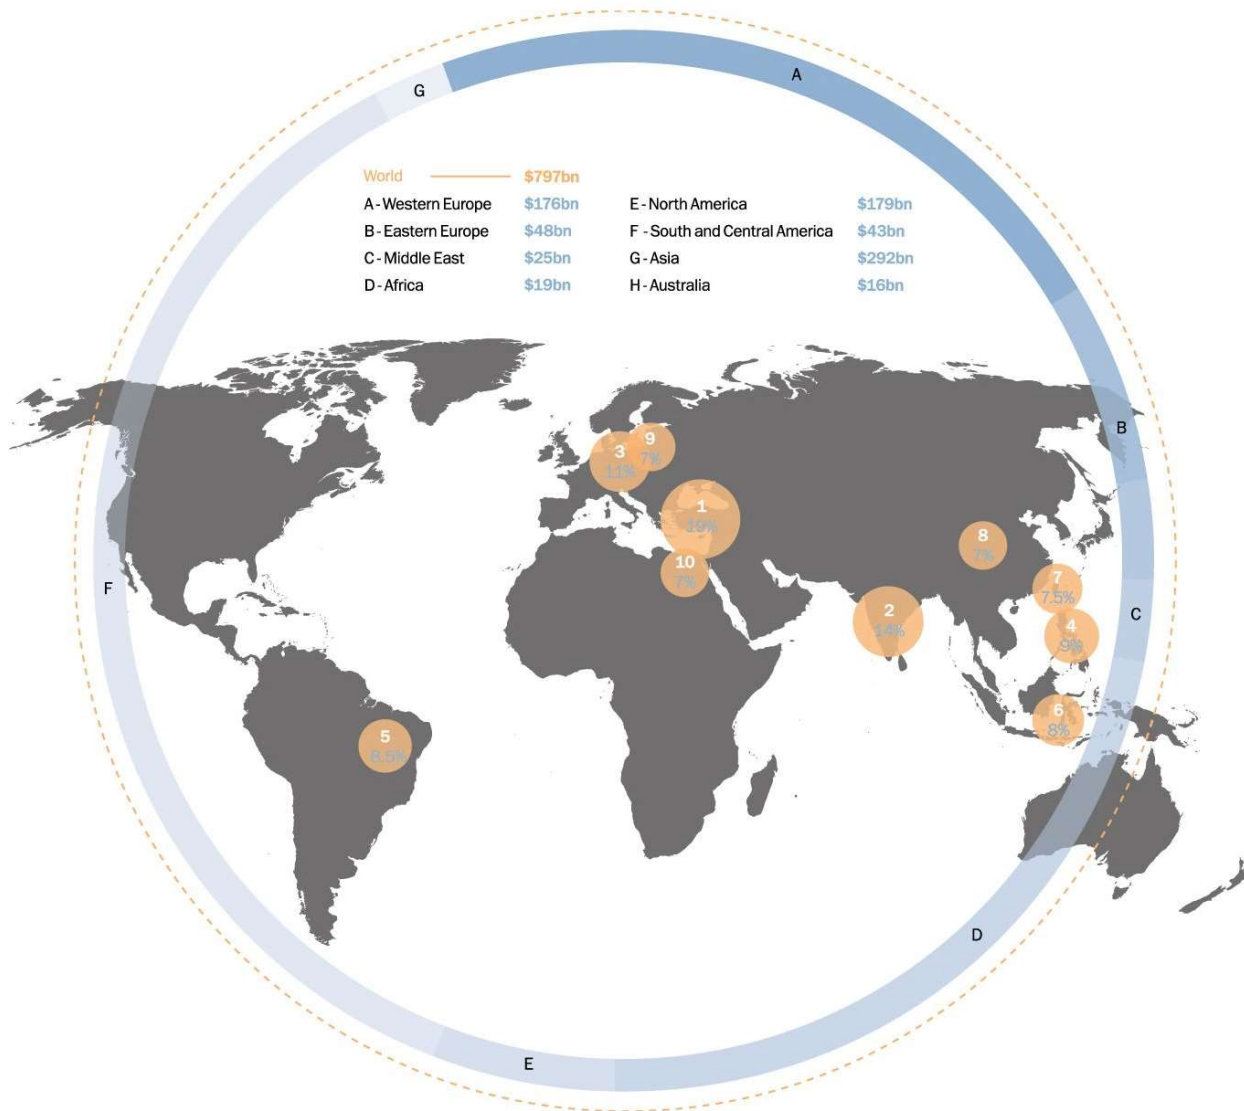 A
G
World $797bn
A - Western Europe $176bn E - North America $179bn
B - Eastern Europe $48bn F - South and Central America $43bn
C - Middle East $25bn G - Asia $292bn
D - Africa $19bn H - Australia $16bn
B
9
7%
3
11%
1
19%
8
7%
10
7%
7
7.5%
F
2
14%
C
4
9%
6
8%
5
8.5%
D
E